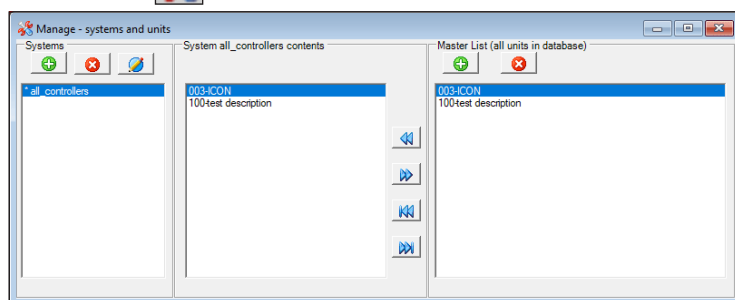 Manage - systems and units
Systems
System all_controllers contents
Master List (all units in database)
* all_controllers
003-ICON
100-test description
003-ICON
100-test description